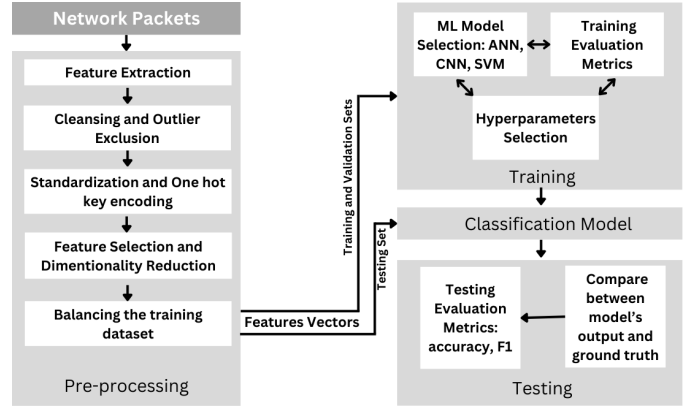 Network Packets
Feature Extraction
Cleansing and Outlier
Exclusion
Standardization and One hot
key encoding
Feature Selection and
Dimentionality Reduction
Balancing the training
dataset
Pre-processing
Features Vectors
Training and Validation Sets
Testing Set
ML Model
Selection: ANN,
CNN, SVM
Training
Evaluation
Metrics
Hyperparameters
Selection
Training
Classification Model
Testing
Evaluation
Metrics:
accuracy, F1
Compare
between
model's
output and
ground truth
Testing